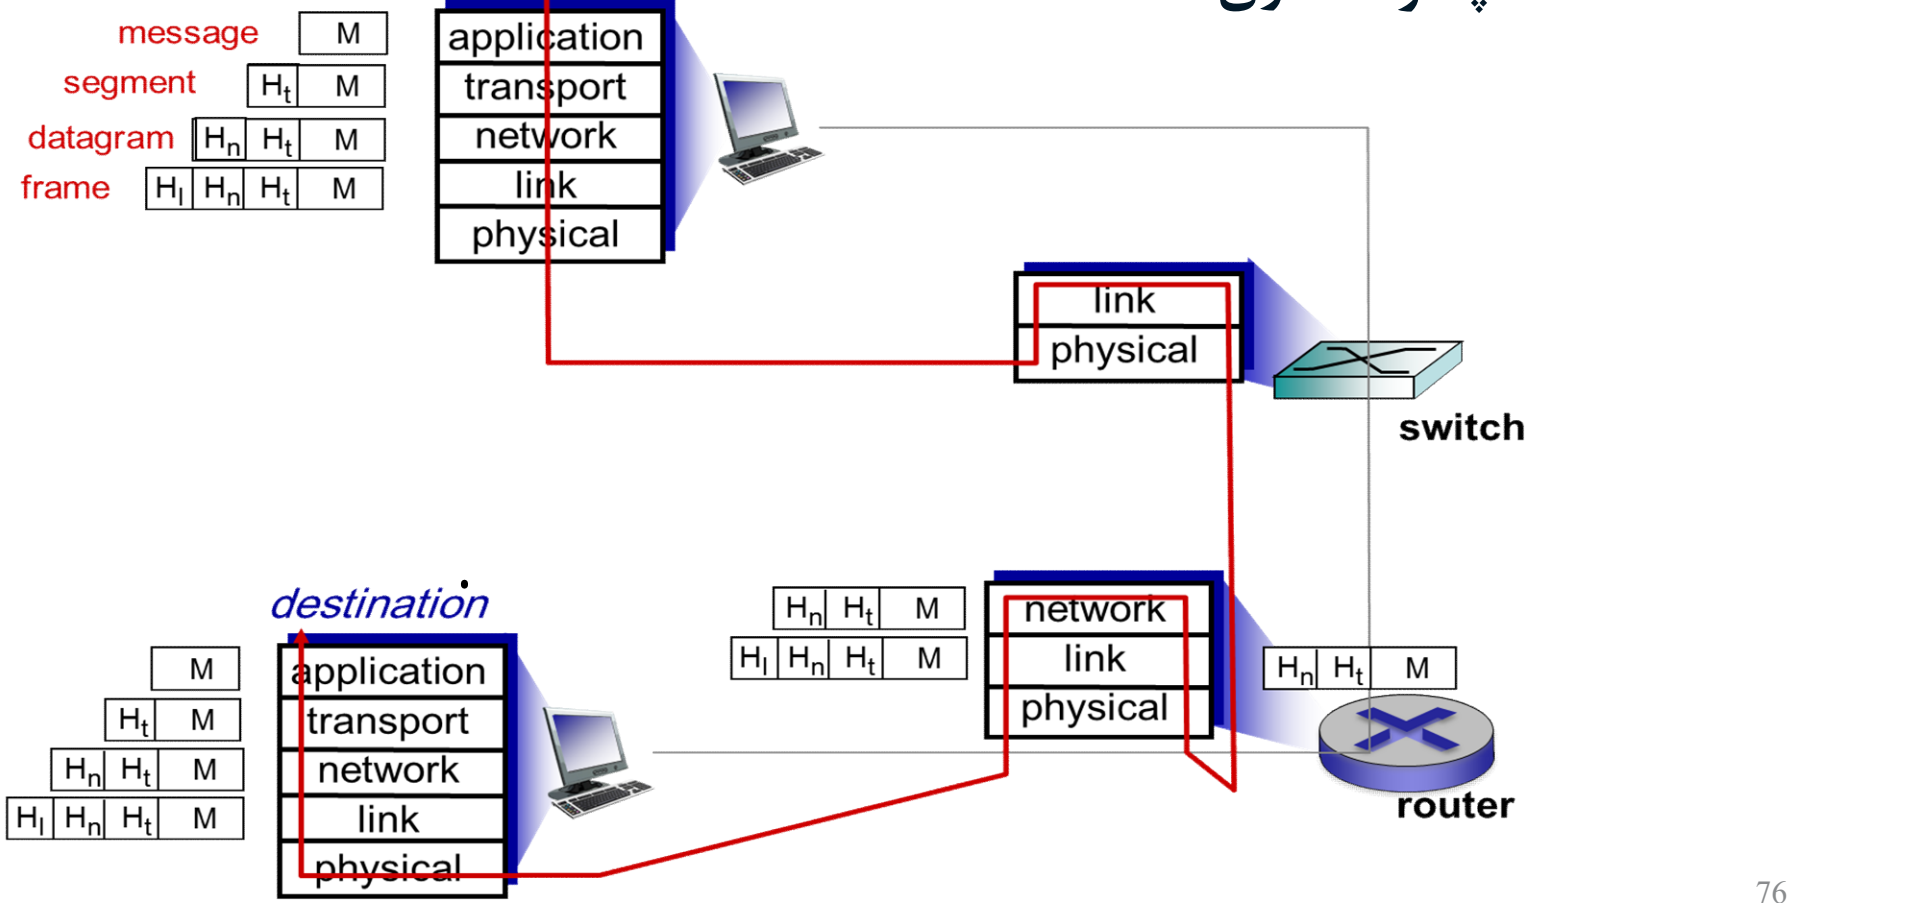 message M
segment Ht M
datagram Hn Ht M
frame Hl Hn Ht M
application
transport
network
link
physical
link
physical
switch
destination
M
Ht M
Hn Ht M
Hl Hn Ht M
application
transport
network
link
physical
Hn Ht M
Hl Hn Ht M
network
link
physical
Hn Ht M
router
76